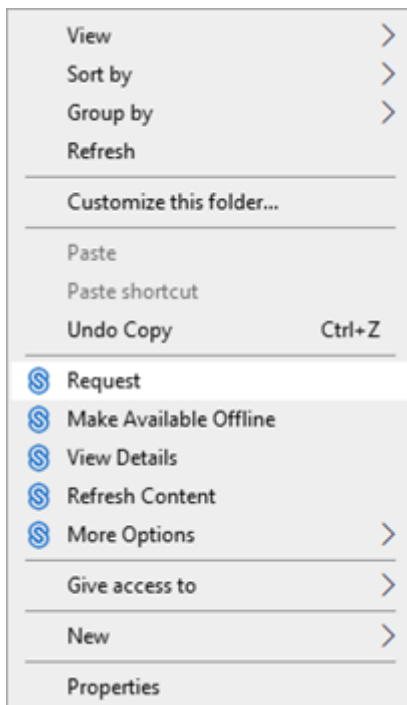 View
Sort by
Group by
Refresh
Customize this folder...
Paste
Paste shortcut
Undo Copy Ctrl+Z
Request
Make Available Offline
View Details
Refresh Content
More Options
Give access to
New
Properties